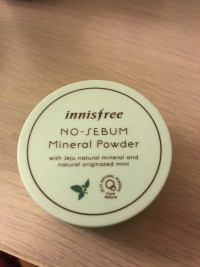 innisfree
NO-SEBUM
Mineral Powder
with Jeju natural mineral and
natural originated mint